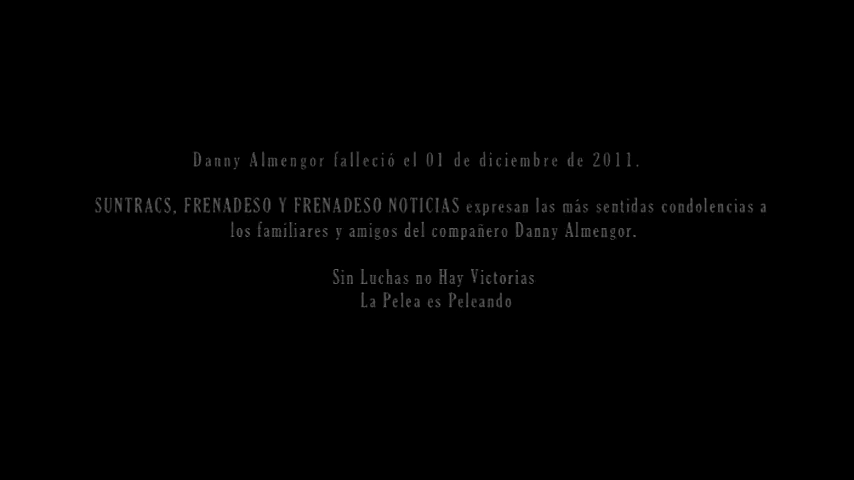 Danny Almengor falleció el 01 de diciembre de 2011.
SUNTRACS, FRENADESO Y FRENADESO NOTICIAS expresan las más sentidas condolencias a
los famíliares y amigos del compañero Danny Almengor.
Sin Luchas no Hay Victorias
La Pelea es Peleando